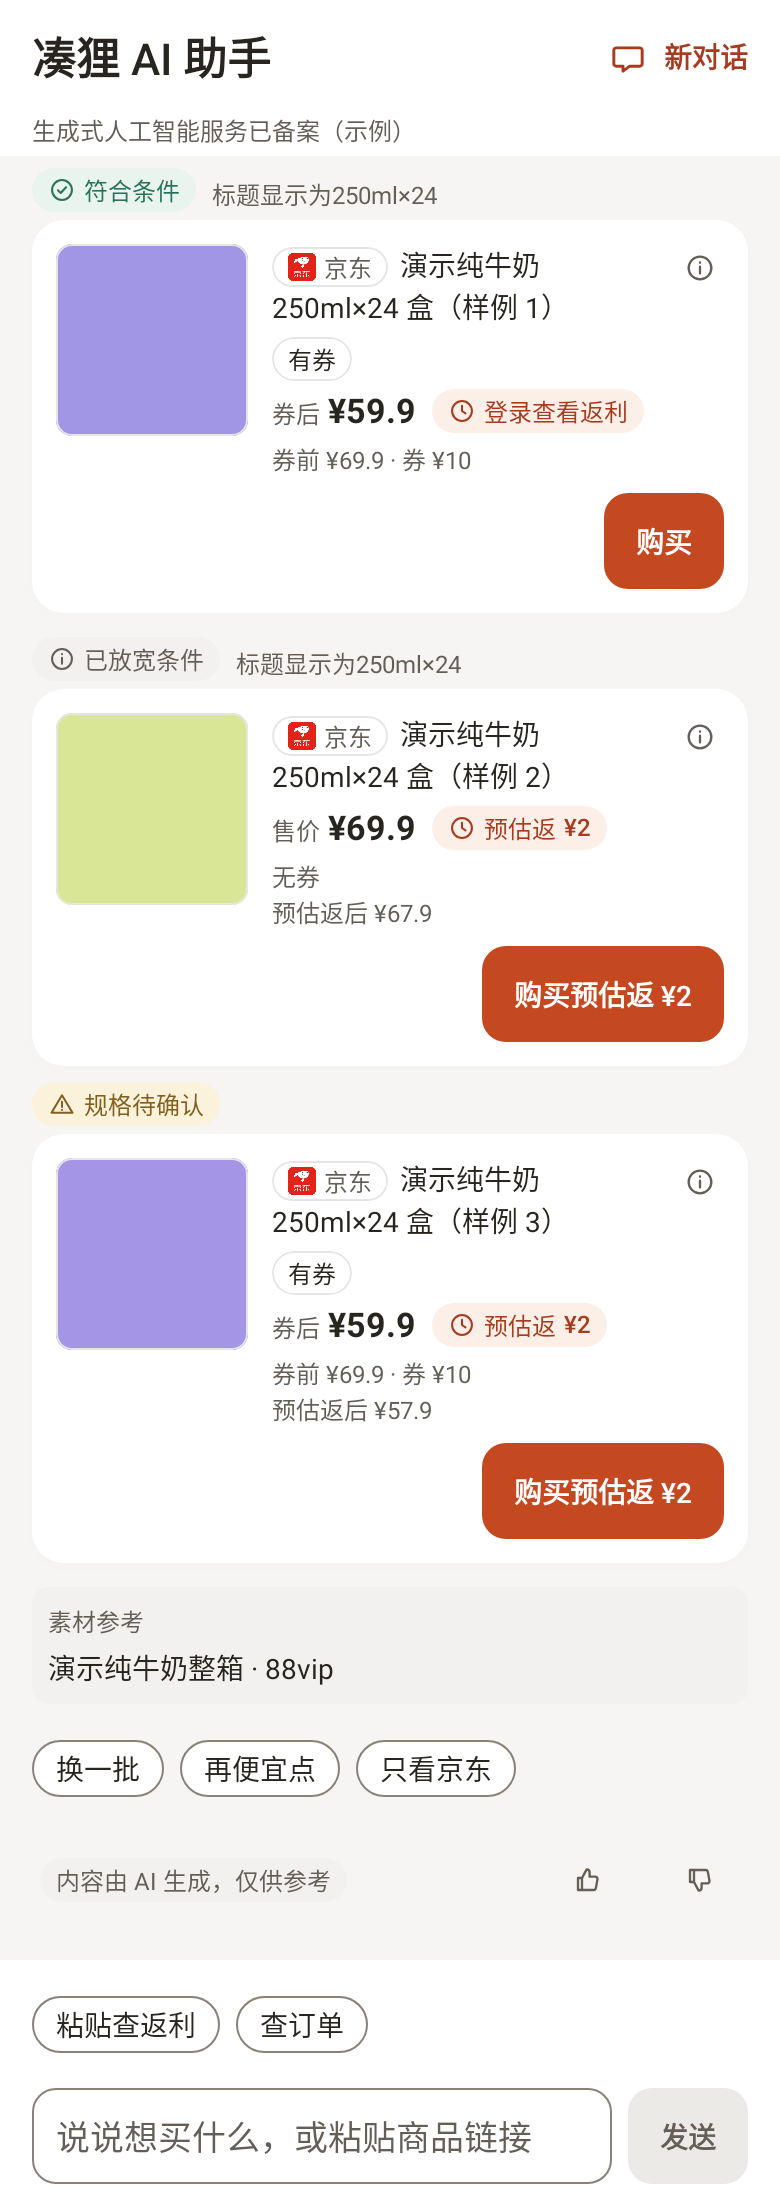 凑狸 AI 助手
新对话
生成式人工智能服务已备案（示例）
符合条件 标题显示为250ml×24
京东 京东 演示纯牛奶
250ml×24 盒（样例 1）
有券
券后 ¥59.9 登录查看返利
券前 ¥69.9 · 券 ¥10
购买
已放宽条件 标题显示为250ml×24
京东 京东 演示纯牛奶
250ml×24 盒（样例 2）
售价 ¥69.9 预估返 ¥2
无券
预估返后 ¥67.9
购买预估返 ¥2
规格待确认
京东 京东 演示纯牛奶
250ml×24 盒（样例 3）
有券
券后 ¥59.9 预估返 ¥2
券前 ¥69.9 · 券 ¥10
预估返后 ¥57.9
购买预估返 ¥2
素材参考
演示纯牛奶整箱 · 88vip
换一批 再便宜点 只看京东
内容由 AI 生成，仅供参考
粘贴查返利 查订单
说说想买什么，或粘贴商品链接 发送